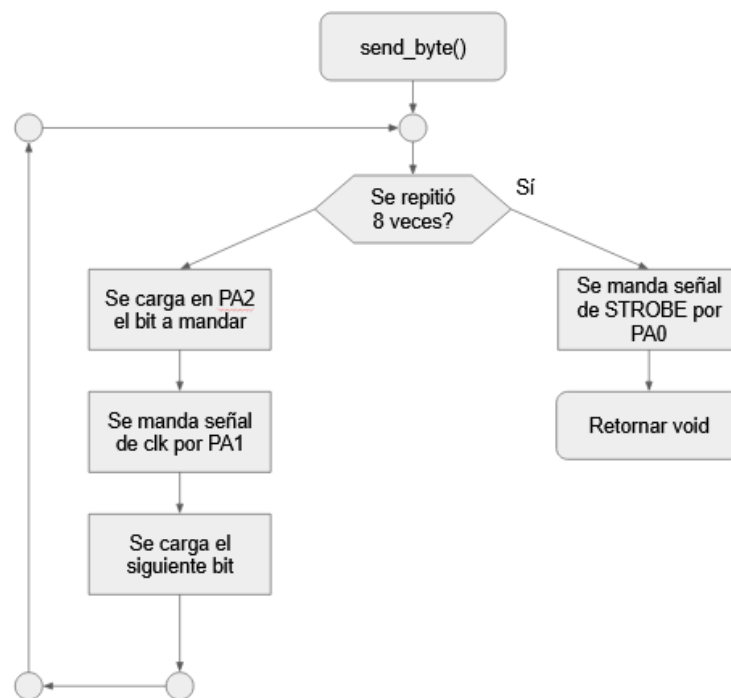 send_byte()
Se repitió
8 veces?
Sí
Se carga en PA2
el bit a mandar
Se manda señal
de STROBE por
PA0
Se manda señal
de clk por PA1
Retornar void
Se carga el
siguiente bit